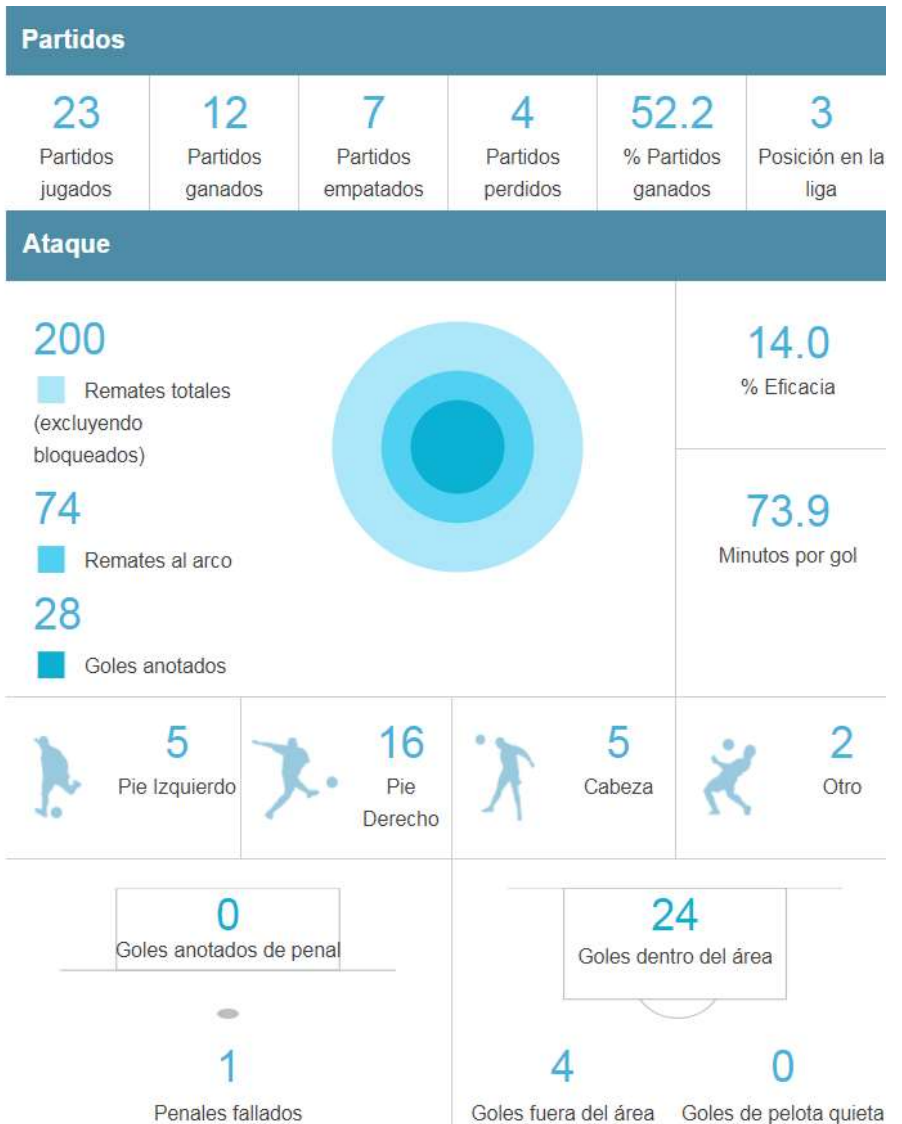 Partidos
23
12
7
4
52.2
3
Partidos
Partidos
Partidos
Partidos
% Partidos
Posición en la
jugados
ganados
empatados
perdidos
ganados
liga
Ataque
200
Remates totales
(excluyendo
bloqueados)
74
Remates al arco
28
Goles anotados
14.0
% Eficacia
73.9
Minutos por gol
5
Pie Izquierdo
16
Pie
Derecho
5
Cabeza
2
Otro
0
Goles anotados de penal
1
Penales fallados
24
Goles dentro del área
4
Goles fuera del área
0
Goles de pelota quieta